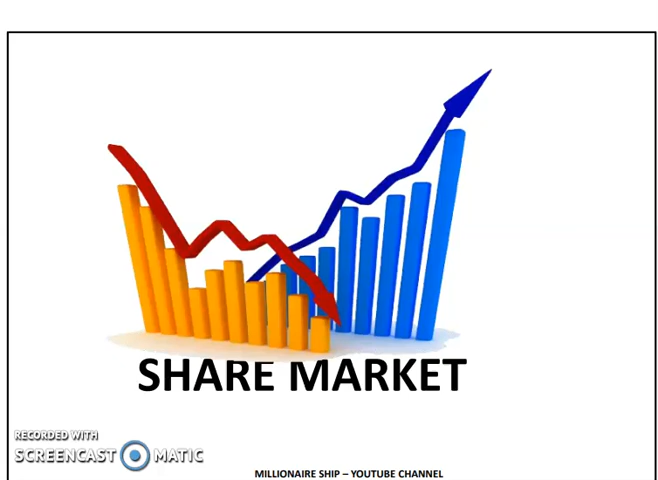 SHARE MARKET
RECORDED WITH
SCREENCAST MATIC
MILLIONAIRE SHIP – YOUTUBE CHANNEL